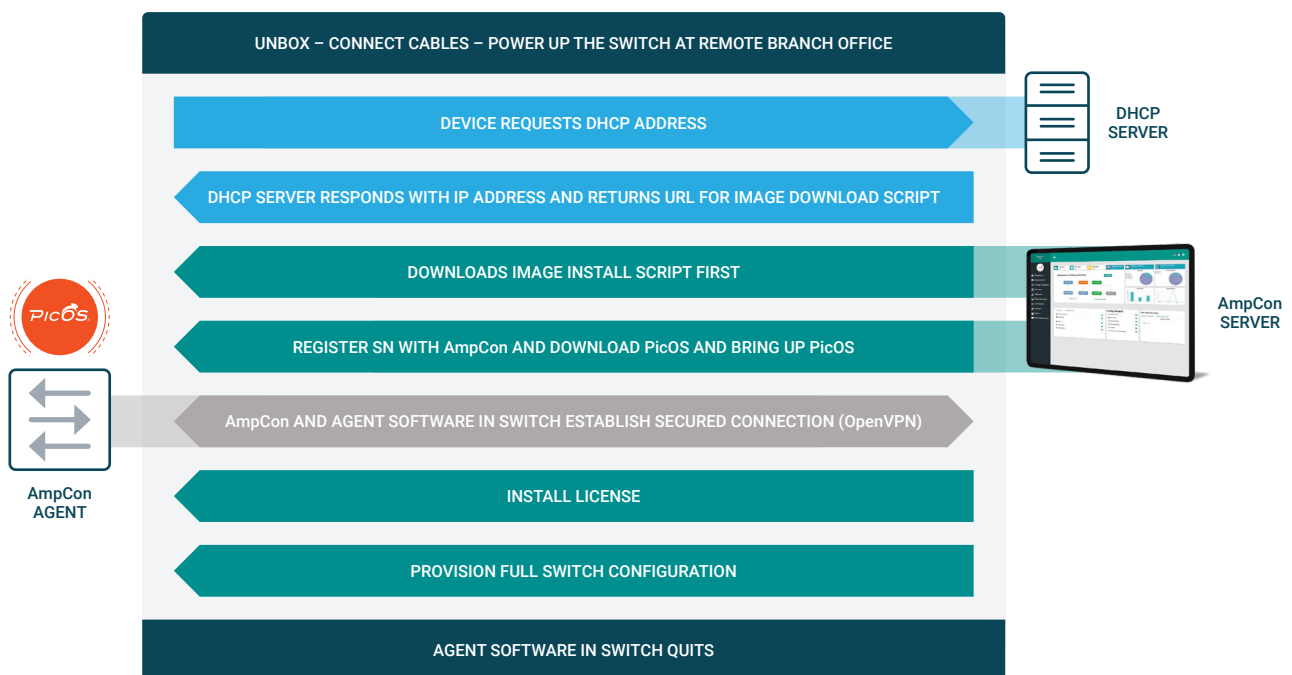 UNBOX – CONNECT CABLES – POWER UP THE SWITCH AT REMOTE BRANCH OFFICE
DEVICE REQUESTS DHCP ADDRESS
DHCP
SERVER
DHCP SERVER RESPONDS WITH IP ADDRESS AND RETURNS URL FOR IMAGE DOWNLOAD SCRIPT
DOWNLOADS IMAGE INSTALL SCRIPT FIRST
AmpCon
SERVER
PICOS
REGISTER SN WITH AmpCon AND DOWNLOAD PicOS AND BRING UP PicOS
AmpCon AND AGENT SOFTWARE IN SWITCH ESTABLISH SECURED CONNECTION (OpenVPN)
AmpCon
AGENT
INSTALL LICENSE
PROVISION FULL SWITCH CONFIGURATION
AGENT SOFTWARE IN SWITCH QUITS